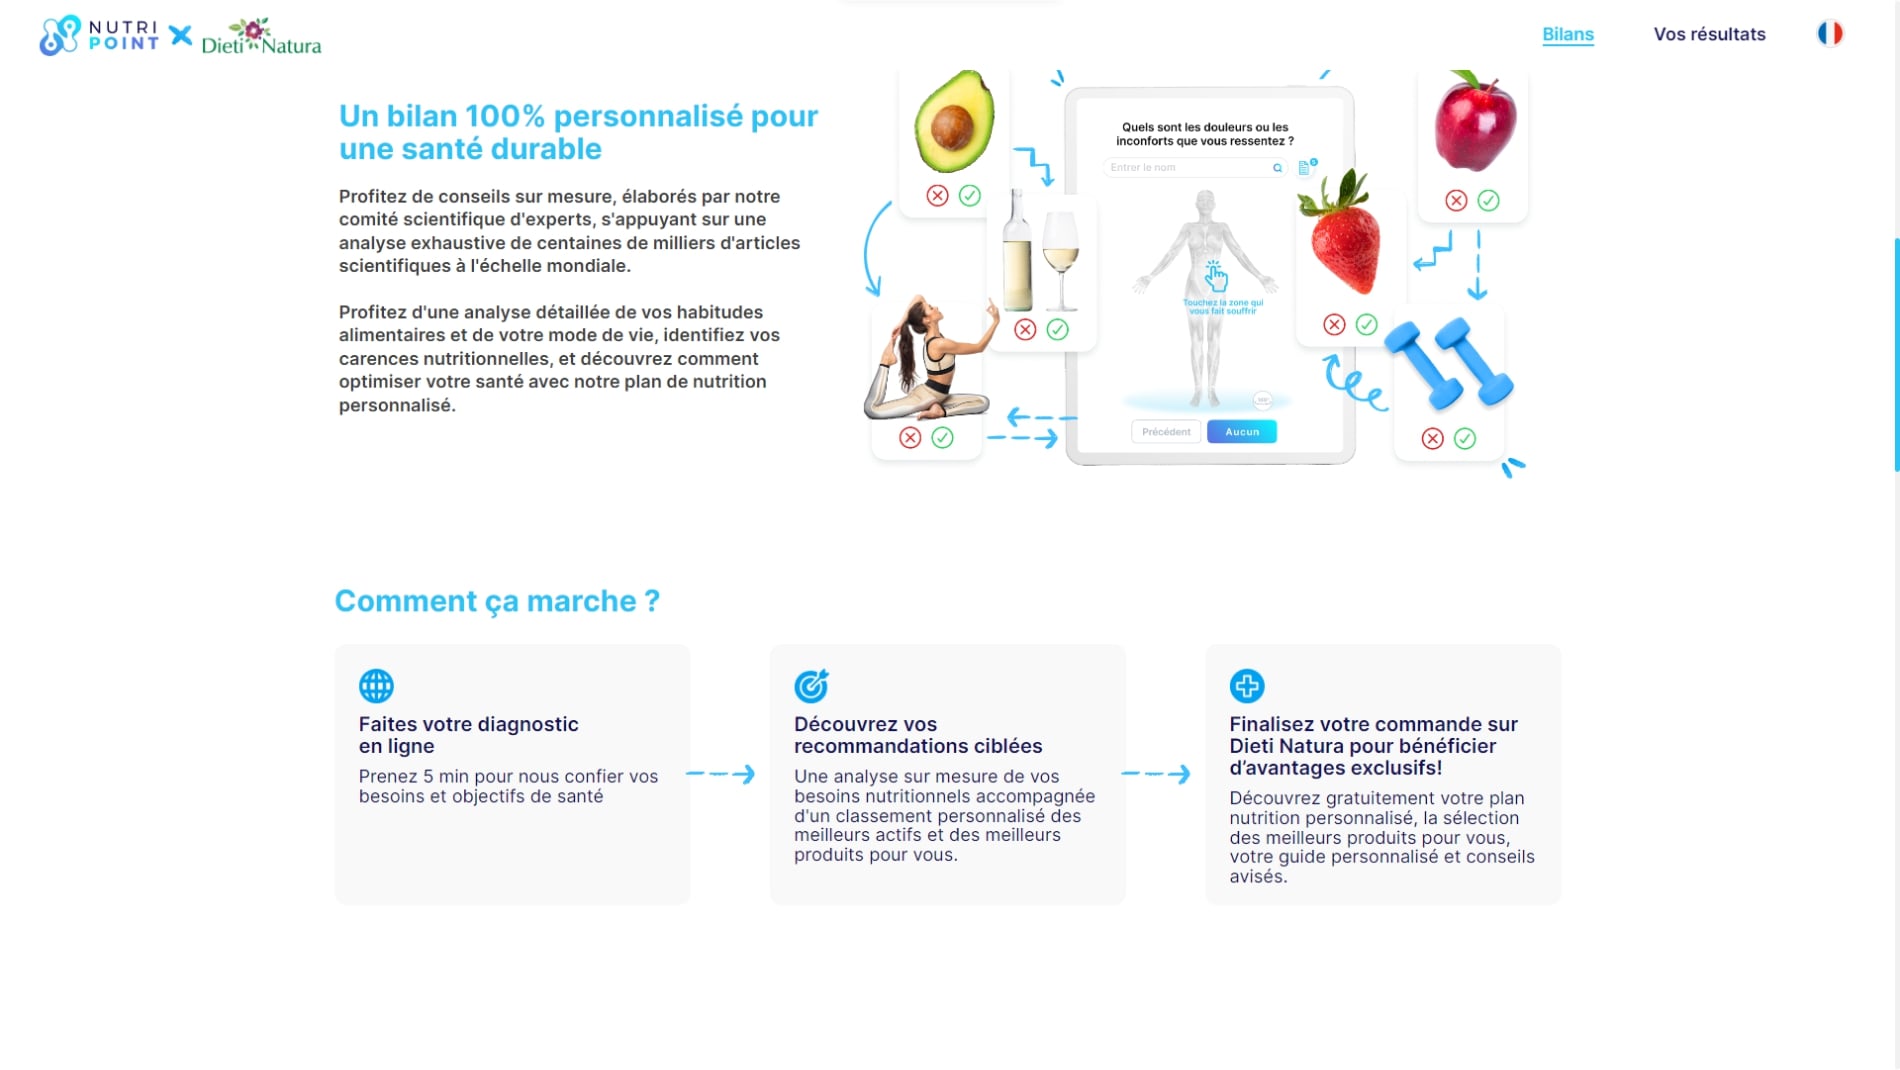 NUTRI
POINT
Dieti Natura
Bilans
Vos résultats
Un bilan 100% personnalisé pour
une santé durable
Profitez de conseils sur mesure, élaborés par notre
comité scientifique d'experts, s'appuyant sur une
analyse exhaustive de centaines de milliers d'articles
scientifiques à l'échelle mondiale.
Profitez d'une analyse détaillée de vos habitudes
alimentaires et de votre mode de vie, identifiez vos
carences nutritionnelles, et découvrez comment
optimiser votre santé avec notre plan de nutrition
personnalisé.
Quels sont les douleurs ou les
inconforts que vous ressentez ?
Entrer le nom
Touchez la zone qui
vous fait souffrir
Précédent
Aucun
Comment ça marche ?
Faites votre diagnostic
en ligne
Prenez 5 min pour nous confier vos
besoins et objectifs de santé
Découvrez vos
recommandations ciblées
Une analyse sur mesure de vos
besoins nutritionnels accompagnée
d'un classement personnalisé des
meilleurs actifs et des meilleurs
produits pour vous.
Finalisez votre commande sur
Dieti Natura pour bénéficier
d’avantages exclusifs!
Découvrez gratuitement votre plan
nutrition personnalisé, la sélection
des meilleurs produits pour vous,
votre guide personnalisé et conseils
avisés.